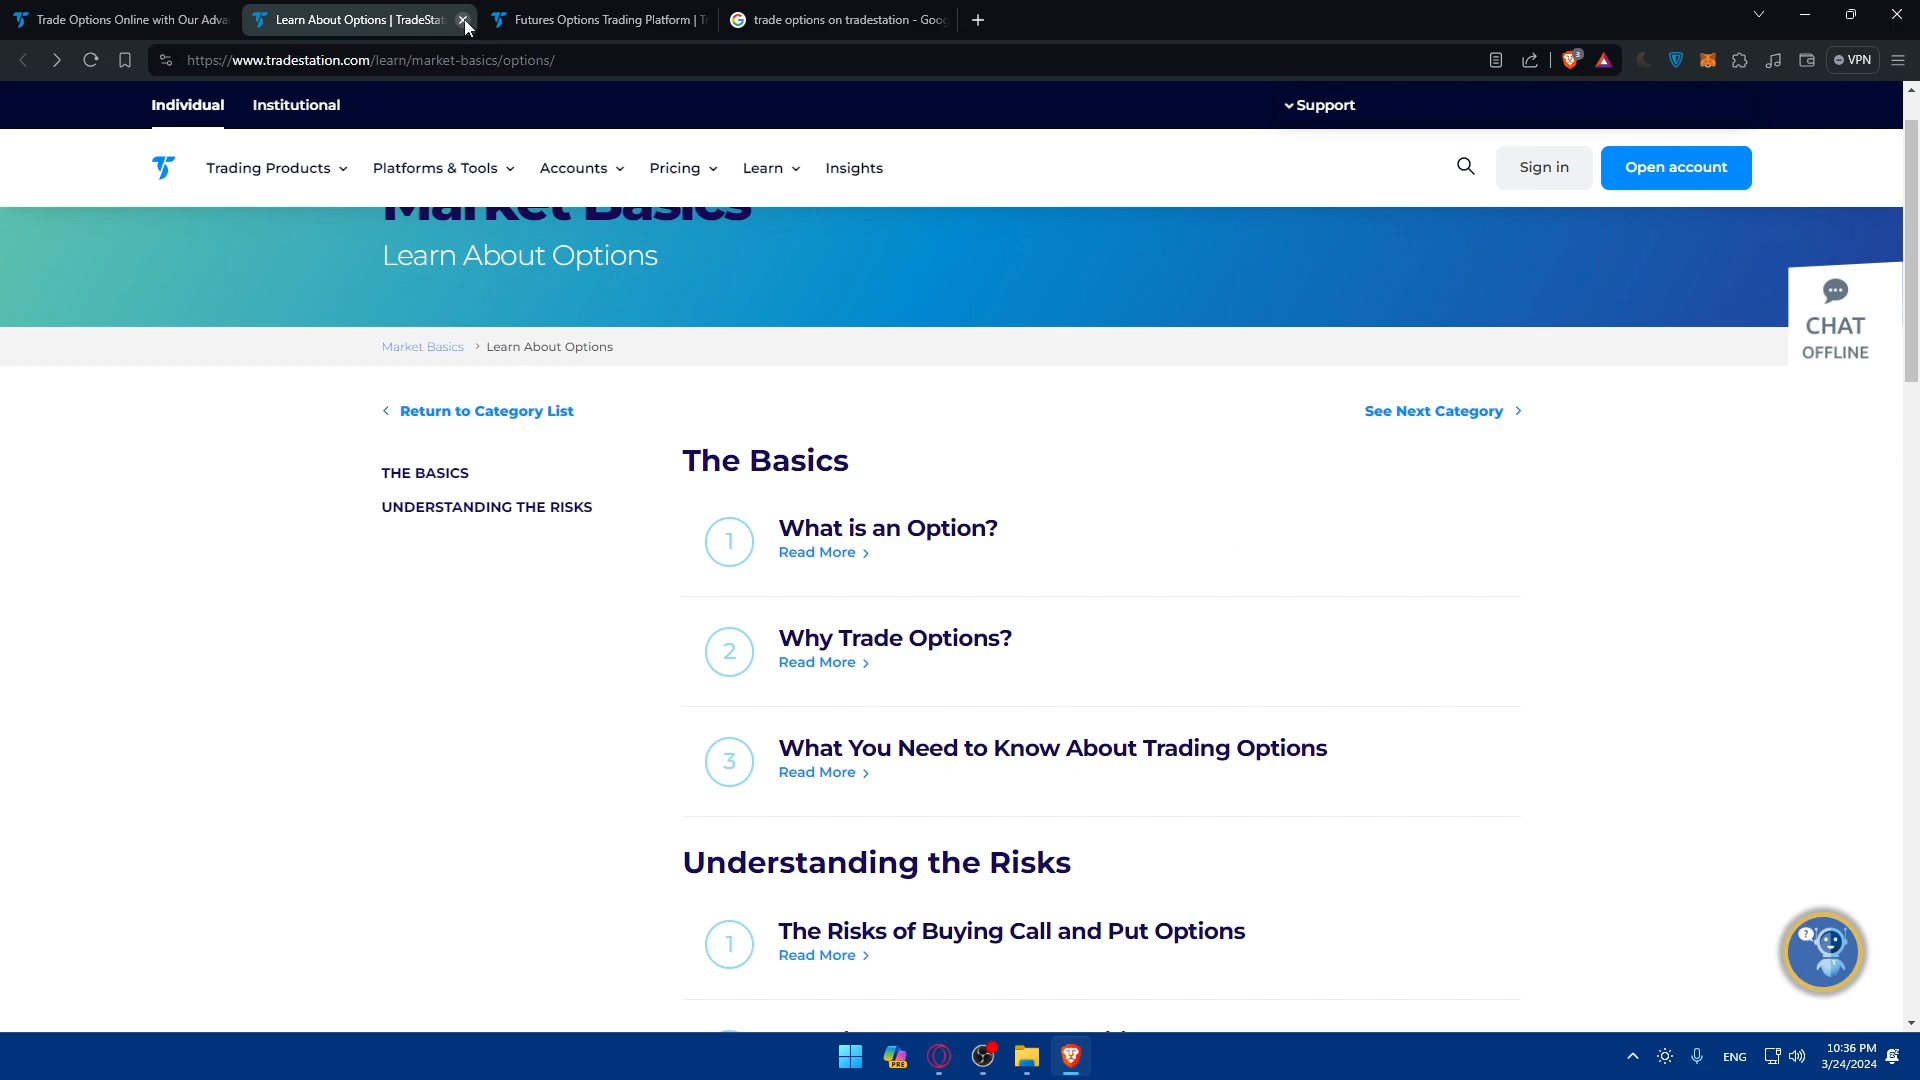 Trade Options Online with Our Adva
Learn About Options | TradeStat
Futures Options Trading Platform | Tr
trade options on tradestation - Goog
https://www.tradestation.com/learn/market-basics/options/
3
VPN
Individual
Institutional
Support
Trading Products
Platforms & Tools
Accounts
Pricing
Learn
Insights
Sign in
Open account
Market Basics
Learn About Options
CHAT
OFFLINE
Market Basics > Learn About Options
< Return to Category List
See Next Category >
THE BASICS
UNDERSTANDING THE RISKS
The Basics
1
What is an Option?
Read More >
2
Why Trade Options?
Read More >
3
What You Need to Know About Trading Options
Read More >
Understanding the Risks
1
The Risks of Buying Call and Put Options
Read More >
?
PRE
ENG
10:36 PM
3/24/2024